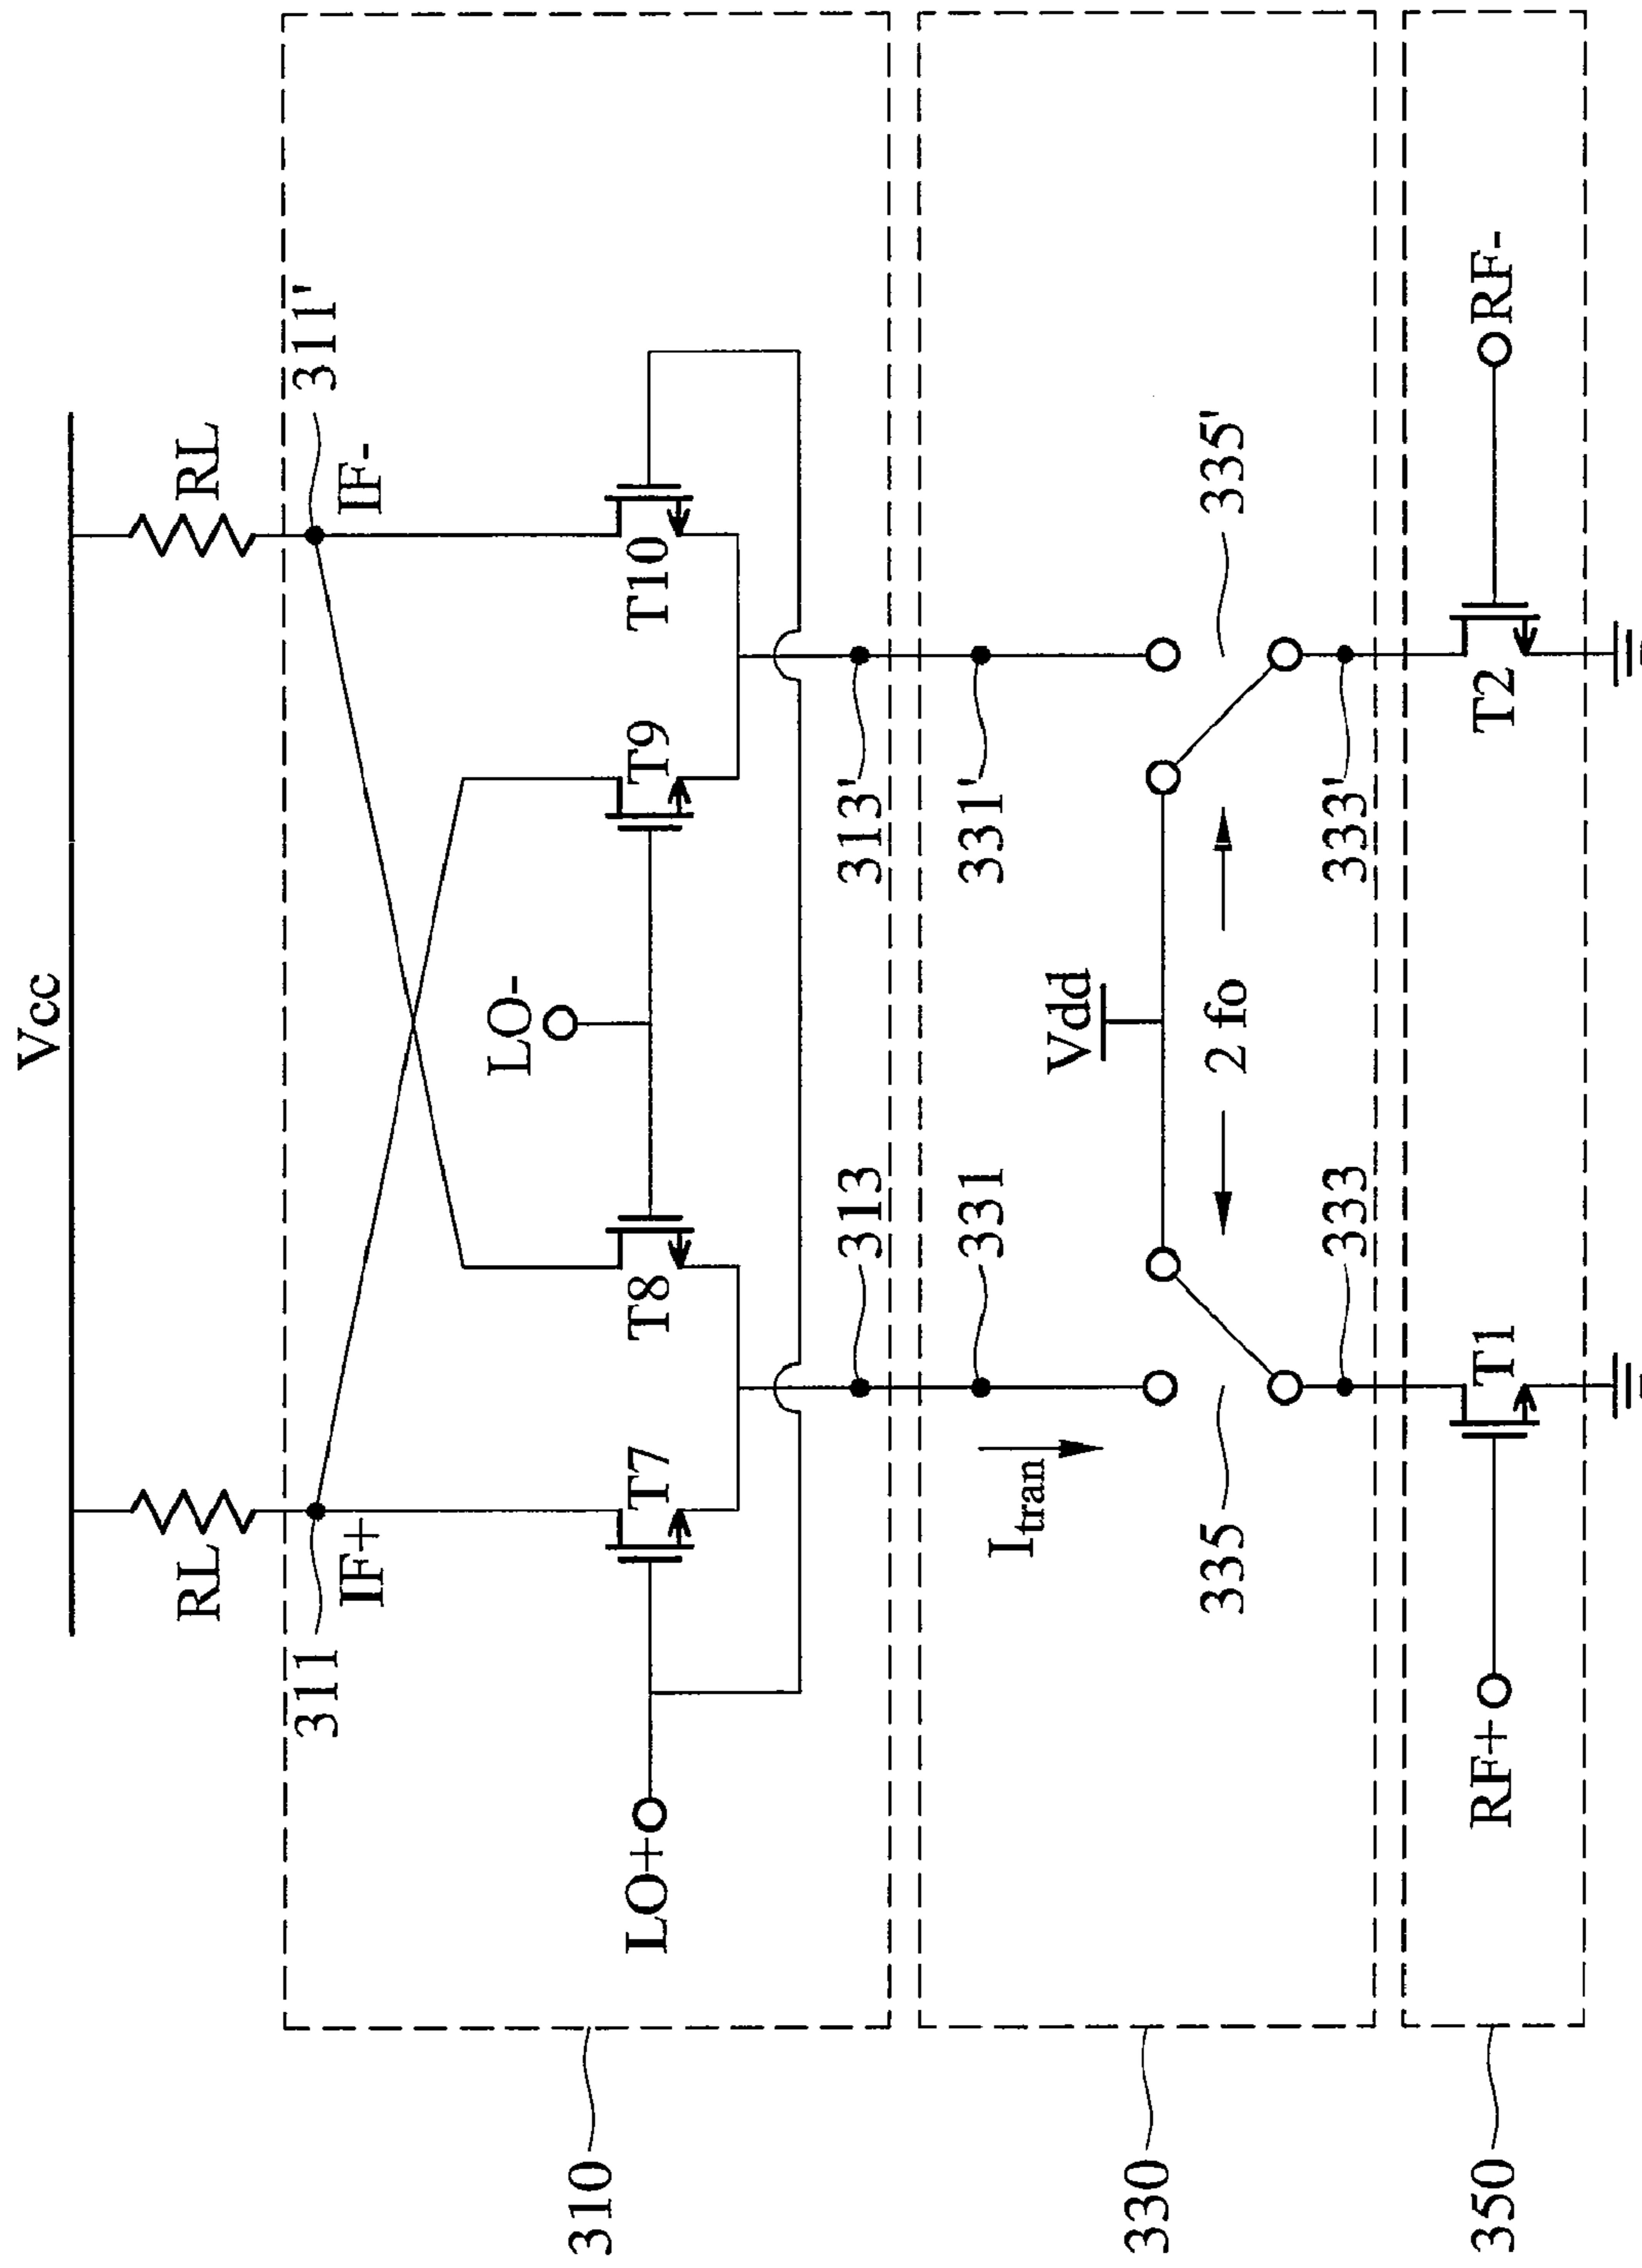 Vcc
RL
RL
311
311'
IF+
IF-
310
LO-
LO+
T7
T8
T9
T10
313
313'
330
331
331'
I_tran
Vdd
335
2 fo
335'
333
333'
350
RF+
T1
T2
RF-